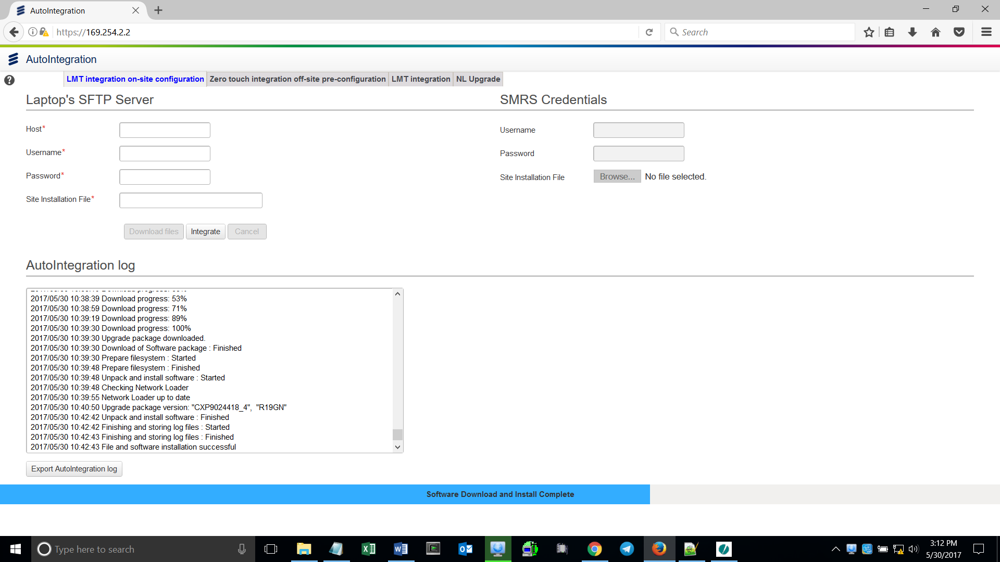 AutoIntegration
https://169.254.2.2
Search
AutoIntegration
LMT integration on-site configuration
Zero touch integration off-site pre-configuration
LMT integration
NL Upgrade
Laptop's SFTP Server
SMRS Credentials
Host*
Username
Username*
Password
Password*
Site Installation File
Browse... No file selected.
Site Installation File*
Download files
Integrate
Cancel
AutoIntegration log
2017/05/30 10:38:39 Download progress: 53%
2017/05/30 10:38:59 Download progress: 71%
2017/05/30 10:39:19 Download progress: 89%
2017/05/30 10:39:30 Download progress: 100%
2017/05/30 10:39:30 Upgrade package downloaded.
2017/05/30 10:39:30 Download of Software package : Finished
2017/05/30 10:39:30 Prepare filesystem : Started
2017/05/30 10:39:48 Prepare filesystem : Finished
2017/05/30 10:39:48 Unpack and install software : Started
2017/05/30 10:39:48 Checking Network Loader
2017/05/30 10:39:55 Network Loader up to date
2017/05/30 10:40:50 Upgrade package version: "CXP9024418_4", "R19GN"
2017/05/30 10:42:42 Unpack and install software : Finished
2017/05/30 10:42:42 Finishing and storing log files : Started
2017/05/30 10:42:43 Finishing and storing log files : Finished
2017/05/30 10:42:43 File and software installation successful
Export AutoIntegration log
Software Download and Install Complete
Type here to search
3:12 PM
5/30/2017